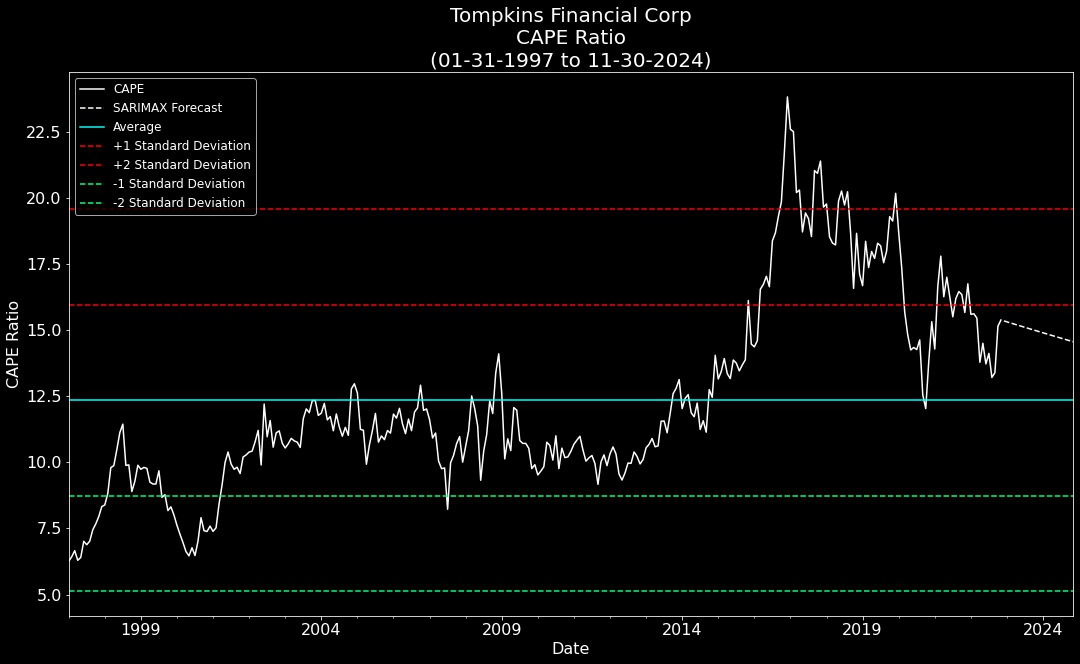 Tompkins Financial Corp
CAPE Ratio
(01-31-1997 to 11-30-2024)
CAPE
SARIMAX Forecast
Average
+1 Standard Deviation
+2 Standard Deviation
-1 Standard Deviation
-2 Standard Deviation
22.5
20.0
17.5
15.0
12.5
10.0
7.5
5.0
CAPE Ratio
1999
2004
2009
2014
2019
2024
Date